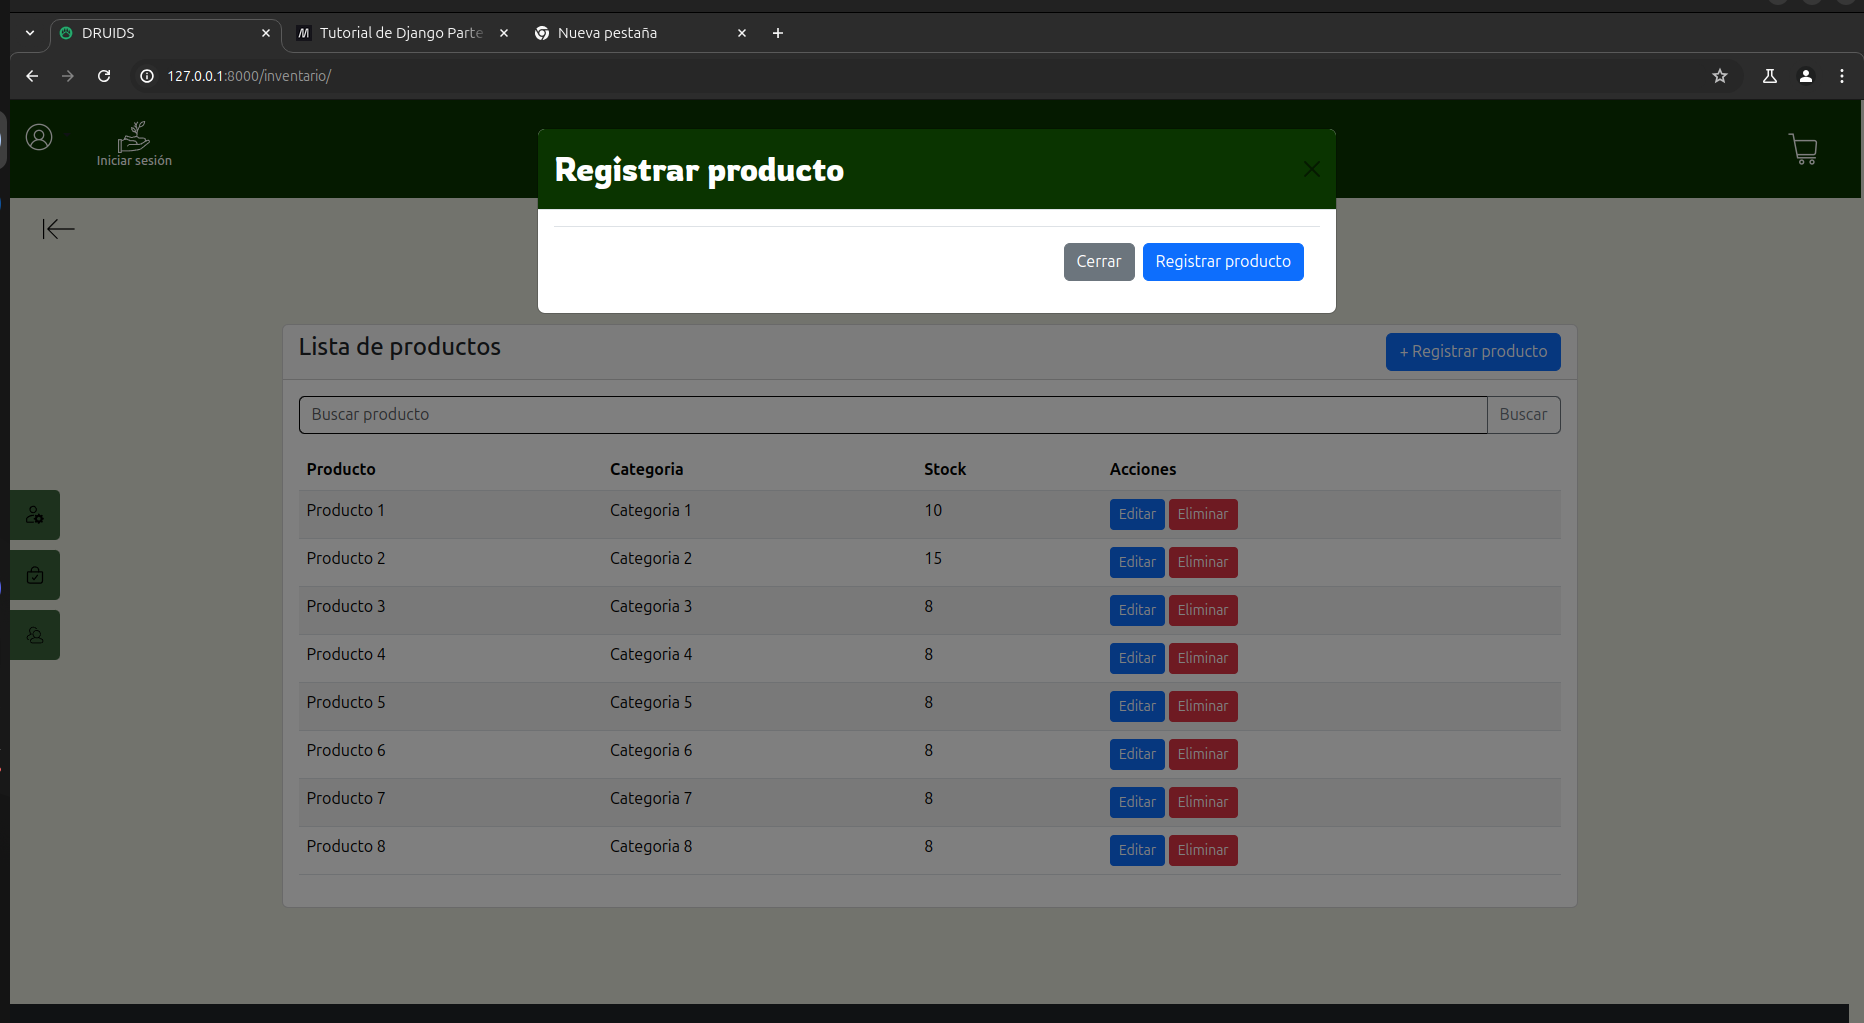 DRUIDS
Tutorial de Django Parte
Nueva pestaña
127.0.0.1:8000/inventario/
Iniciar sesión
Registrar producto
Cerrar
Registrar producto
Lista de productos
+ Registrar producto
Buscar producto
Buscar
Producto Categoria Stock Acciones
Producto 1 Categoria 1 10 Editar Eliminar
Producto 2 Categoria 2 15 Editar Eliminar
Producto 3 Categoria 3 8 Editar Eliminar
Producto 4 Categoria 4 8 Editar Eliminar
Producto 5 Categoria 5 8 Editar Eliminar
Producto 6 Categoria 6 8 Editar Eliminar
Producto 7 Categoria 7 8 Editar Eliminar
Producto 8 Categoria 8 8 Editar Eliminar